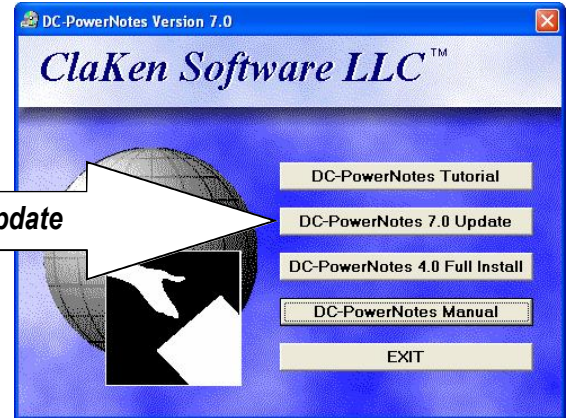 DC-PowerNotes Version 7.0
ClaKen Software LLC™
DC-PowerNotes Tutorial
DC-PowerNotes 7.0 Update
DC-PowerNotes 4.0 Full Install
DC-PowerNotes Manual
EXIT